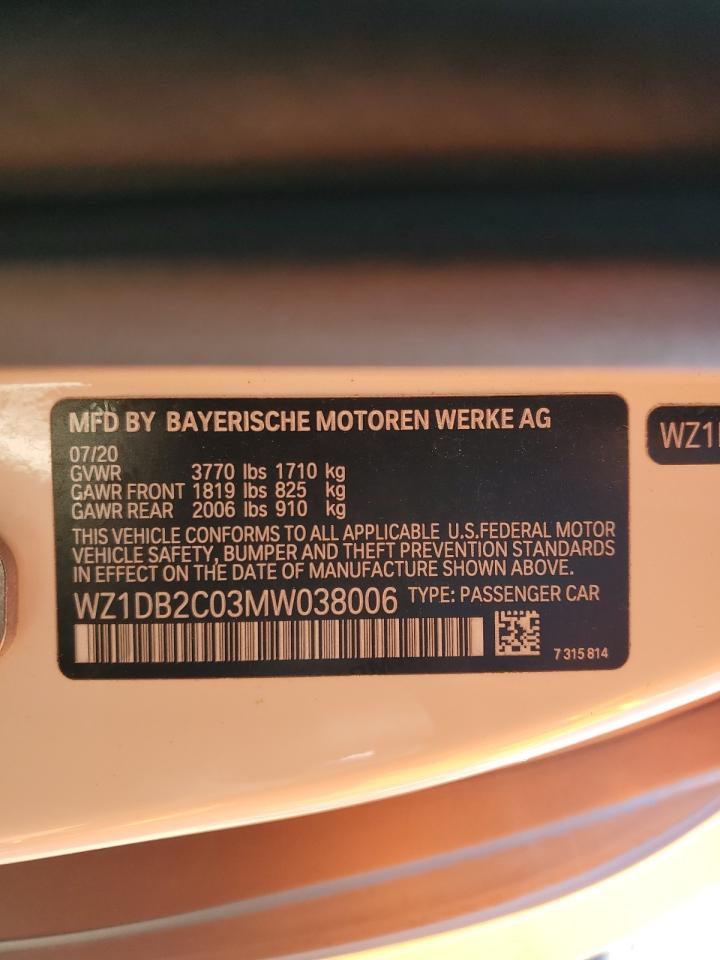 MFD BY BAYERISCHE MOTOREN WERKE AG
07/20
GVWR 3770 lbs 1710 kg
GAWR FRONT 1819 lbs 825 kg
GAWR REAR 2006 lbs 910 kg
THIS VEHICLE CONFORMS TO ALL APPLICABLE U.S.FEDERAL MOTOR
VEHICLE SAFETY, BUMPER AND THEFT PREVENTION STANDARDS
IN EFFECT ON THE DATE OF MANUFACTURE SHOWN ABOVE.
WZ1DB2C03MW038006 TYPE: PASSENGER CAR
7 315 814